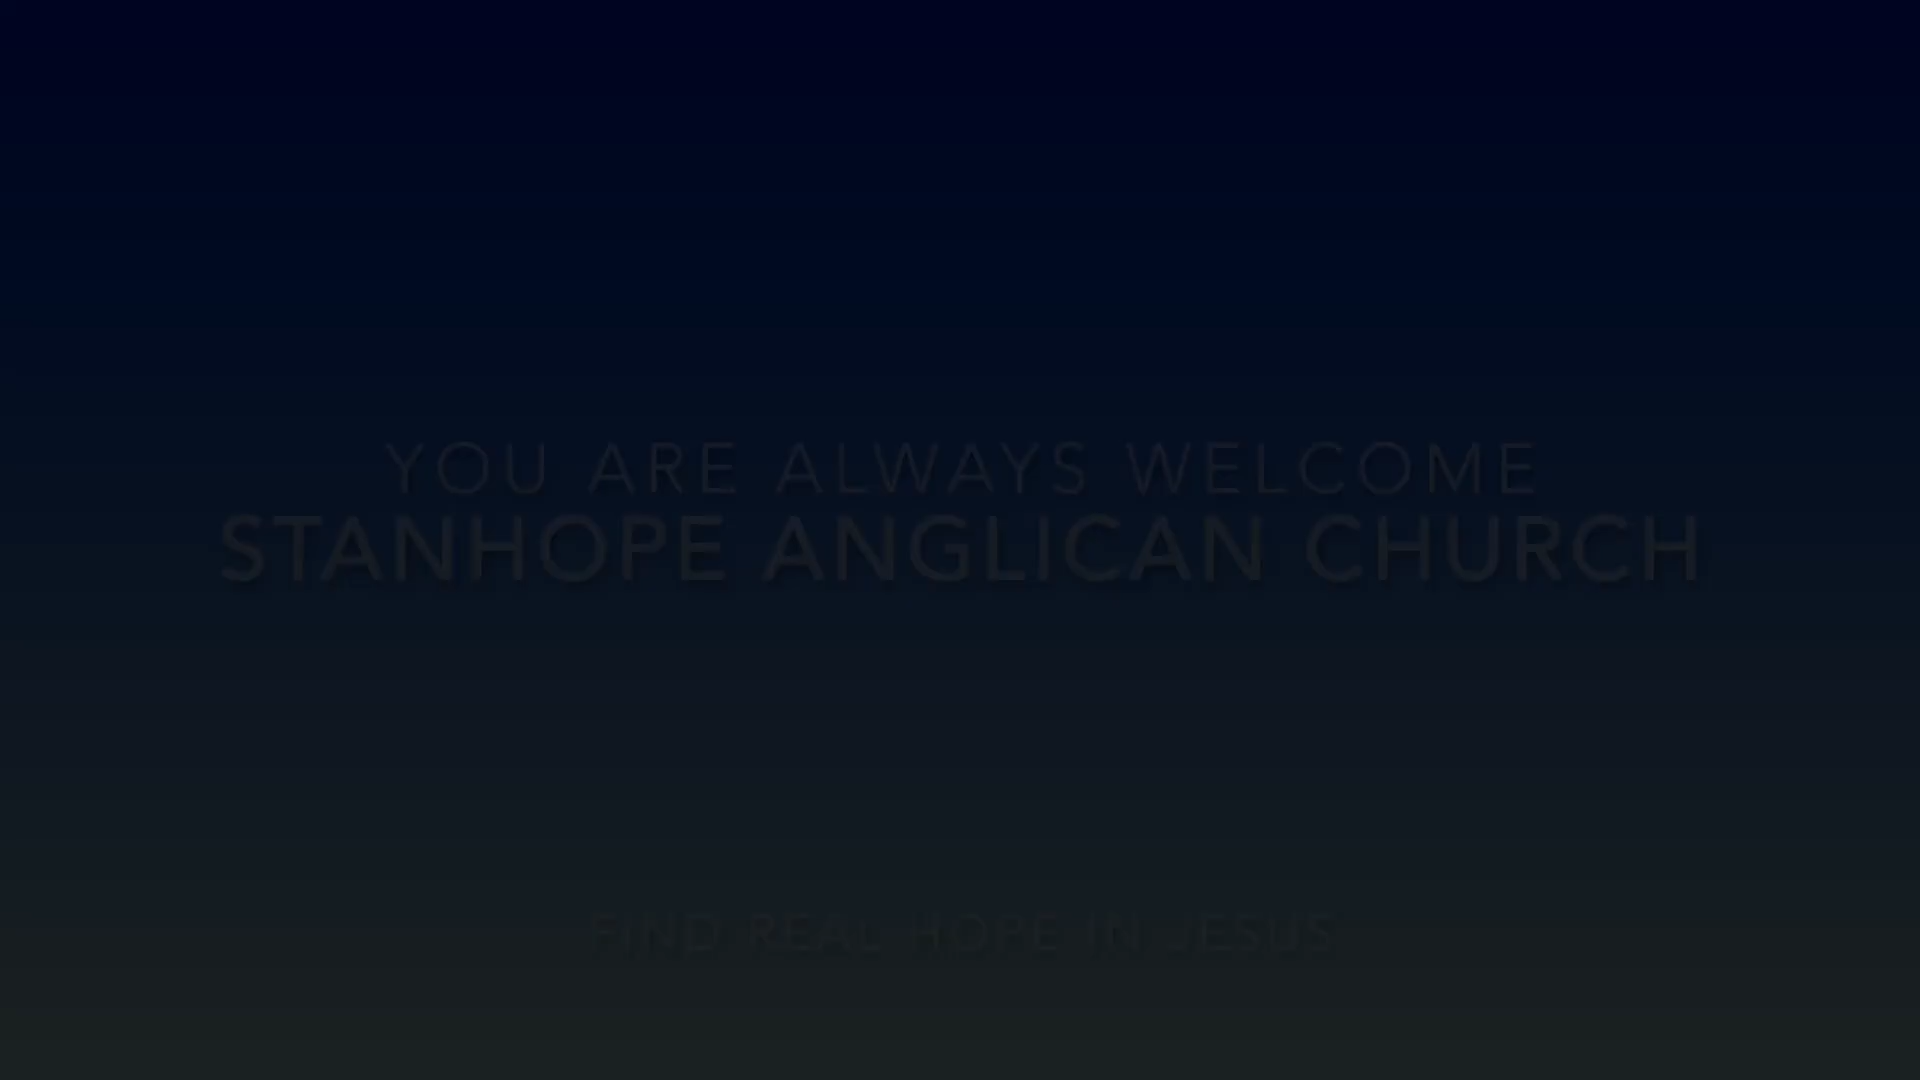 YOU ARE ALWAYS WELCOME
STANHOPE ANGLICAN CHURCH
FIND REAL HOPE IN JESUS